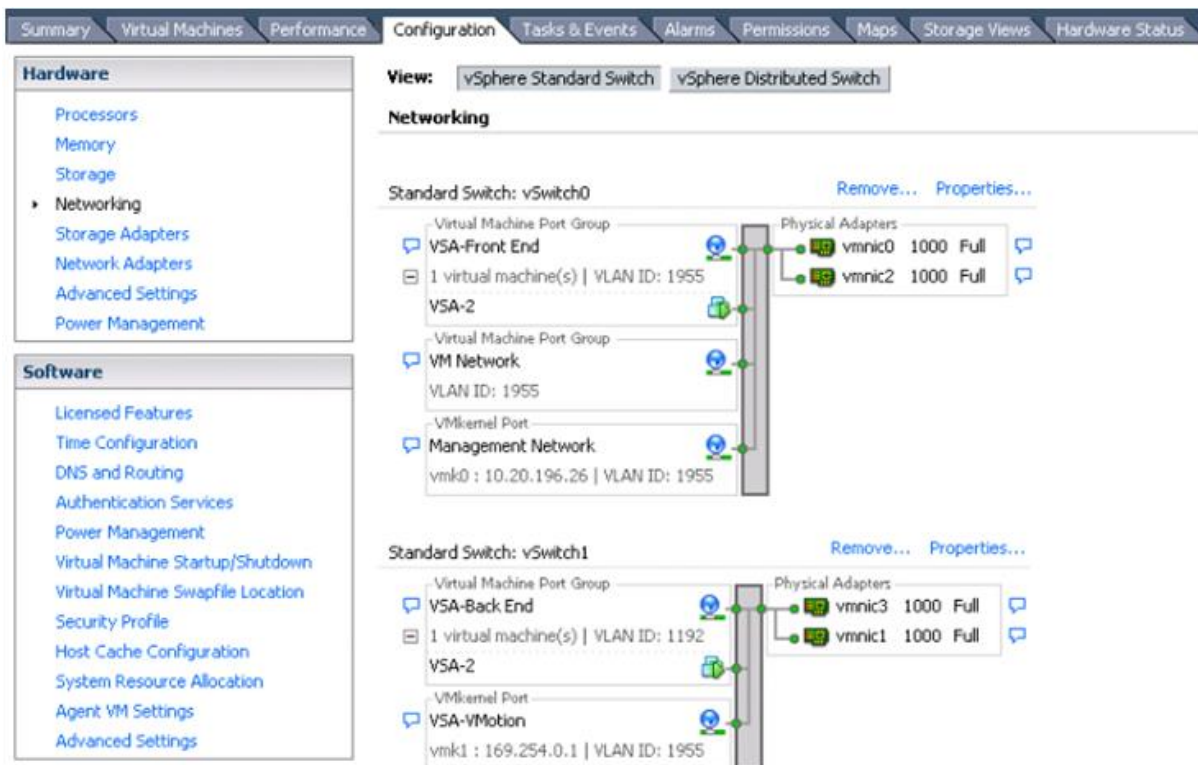 Summary Virtual Machines Performance Configuration Tasks & Events Alarms Permissions Maps Storage Views Hardware Status
Hardware
Processors
Memory
Storage
Networking
Storage Adapters
Network Adapters
Advanced Settings
Power Management
Software
Licensed Features
Time Configuration
DNS and Routing
Authentication Services
Power Management
Virtual Machine Startup/Shutdown
Virtual Machine Swapfile Location
Security Profile
Host Cache Configuration
System Resource Allocation
Agent VM Settings
Advanced Settings
View: vSphere Standard Switch vSphere Distributed Switch
Networking
Standard Switch: vSwitch0 Remove... Properties...
Virtual Machine Port Group
VSA-Front End
1 virtual machine(s) | VLAN ID: 1955
VSA-2
Virtual Machine Port Group
VM Network
VLAN ID: 1955
VMkernel Port
Management Network
vmk0 : 10.20.196.26 | VLAN ID: 1955
Physical Adapters
vmnic0 1000 Full
vmnic2 1000 Full
Standard Switch: vSwitch1 Remove... Properties...
Virtual Machine Port Group
VSA-Back End
1 virtual machine(s) | VLAN ID: 1192
VSA-2
VMkernel Port
VSA-VMotion
vmk1 : 169.254.0.1 | VLAN ID: 1955
Physical Adapters
vmnic3 1000 Full
vmnic1 1000 Full